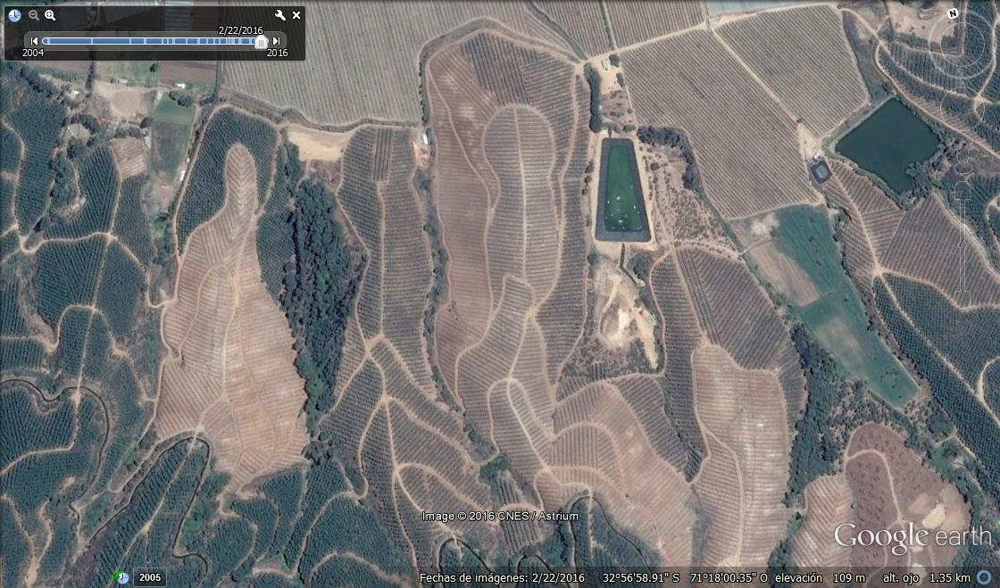 2/22/2016
2004
2016
N
Image © 2016 CNES / Astrium
Google earth
2005
Fechas de imágenes: 2/22/2016 32°56'58.91" S 71°18'00.35" O elevación 109 m alt. ojo 1.35 km